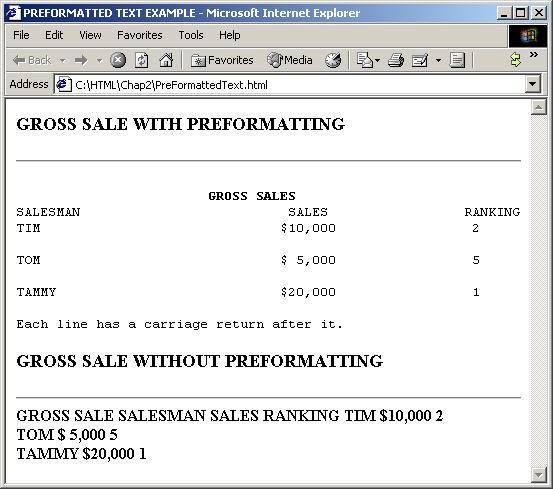 PREFORMATTED TEXT EXAMPLE - Microsoft Internet Explorer
File Edit View Favorites Tools Help
Back Favorites Media »
Address C:\HTML\Chap2\PreFormattedText.html
GROSS SALE WITH PREFORMATTING
GROSS SALES
SALESMAN SALES RANKING
TIM $10,000 2
TOM $ 5,000 5
TAMMY $20,000 1
Each line has a carriage return after it.
GROSS SALE WITHOUT PREFORMATTING
GROSS SALE SALESMAN SALES RANKING TIM $10,000 2
TOM $ 5,000 5
TAMMY $20,000 1